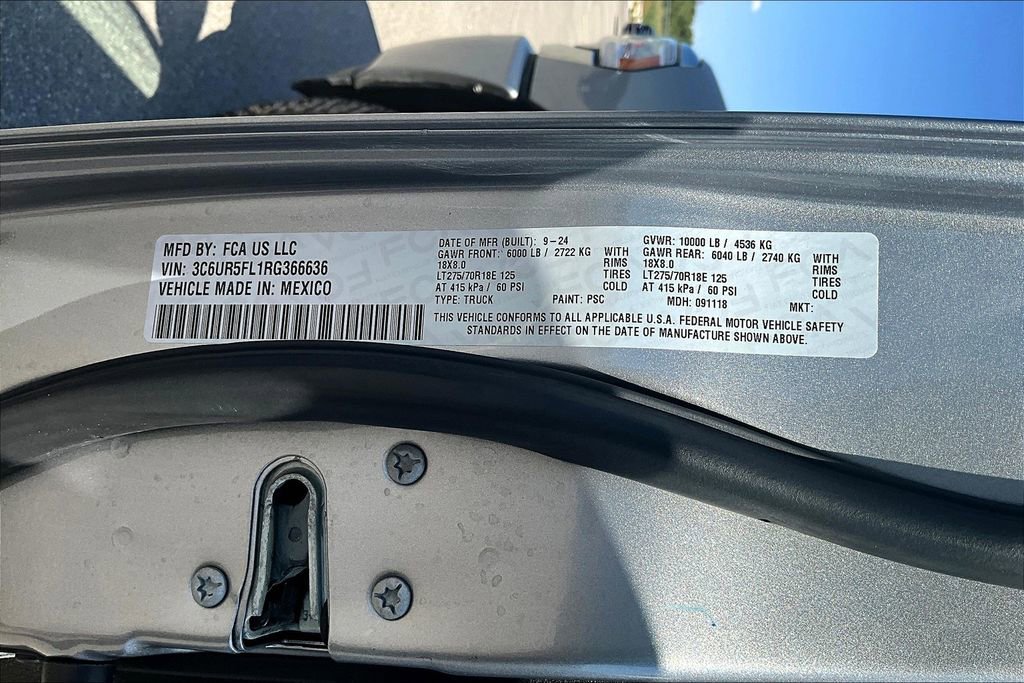 MFD BY: FCA US LLC
VIN: 3C6UR5FL1RG366636
VEHICLE MADE IN: MEXICO
DATE OF MFR (BUILT): 9-24
GAWR FRONT: 6000 LB / 2722 KG WITH
18X8.0 RIMS
LT275/70R18E 125 TIRES
AT 415 kPa / 60 PSI COLD
TYPE: TRUCK PAINT: PSC
GVWR: 10000 LB / 4536 KG
GAWR REAR: 6040 LB / 2740 KG WITH
18X8.0 RIMS
LT275/70R18E 125 TIRES
AT 415 kPa / 60 PSI COLD
MDH: 091118 MKT:
THIS VEHICLE CONFORMS TO ALL APPLICABLE U.S.A. FEDERAL MOTOR VEHICLE SAFETY
STANDARDS IN EFFECT ON THE DATE OF MANUFACTURE SHOWN ABOVE.